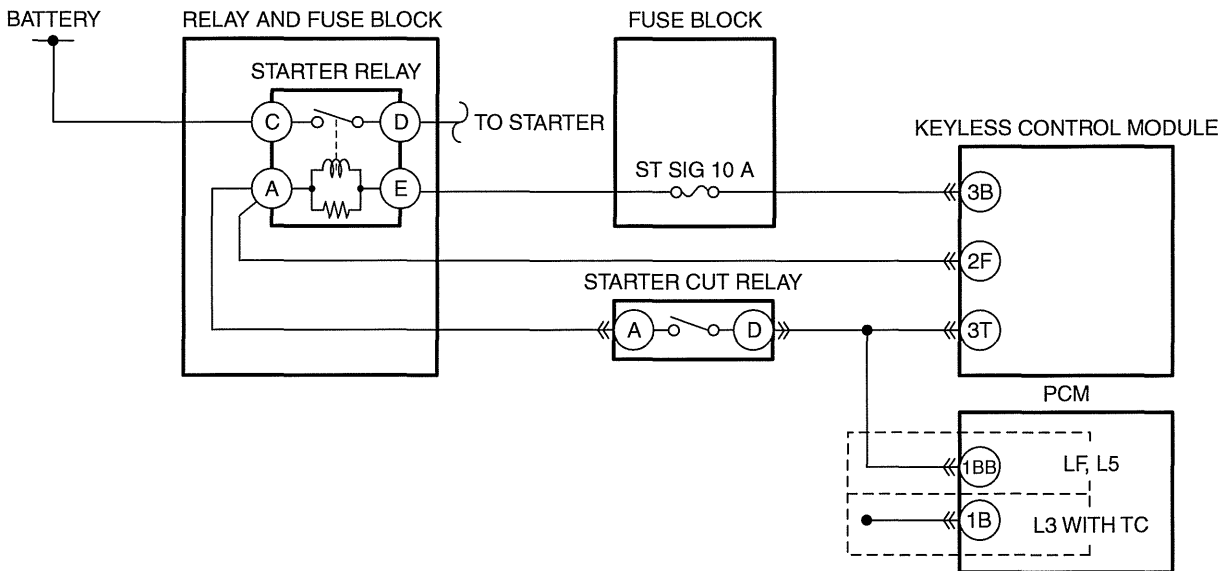 BATTERY
RELAY AND FUSE BLOCK
FUSE BLOCK
STARTER RELAY
C
D
TO STARTER
KEYLESS CONTROL MODULE
ST SIG 10 A
A
E
3B
2F
STARTER CUT RELAY
A
D
3T
PCM
1BB
LF, L5
1B
L3 WITH TC